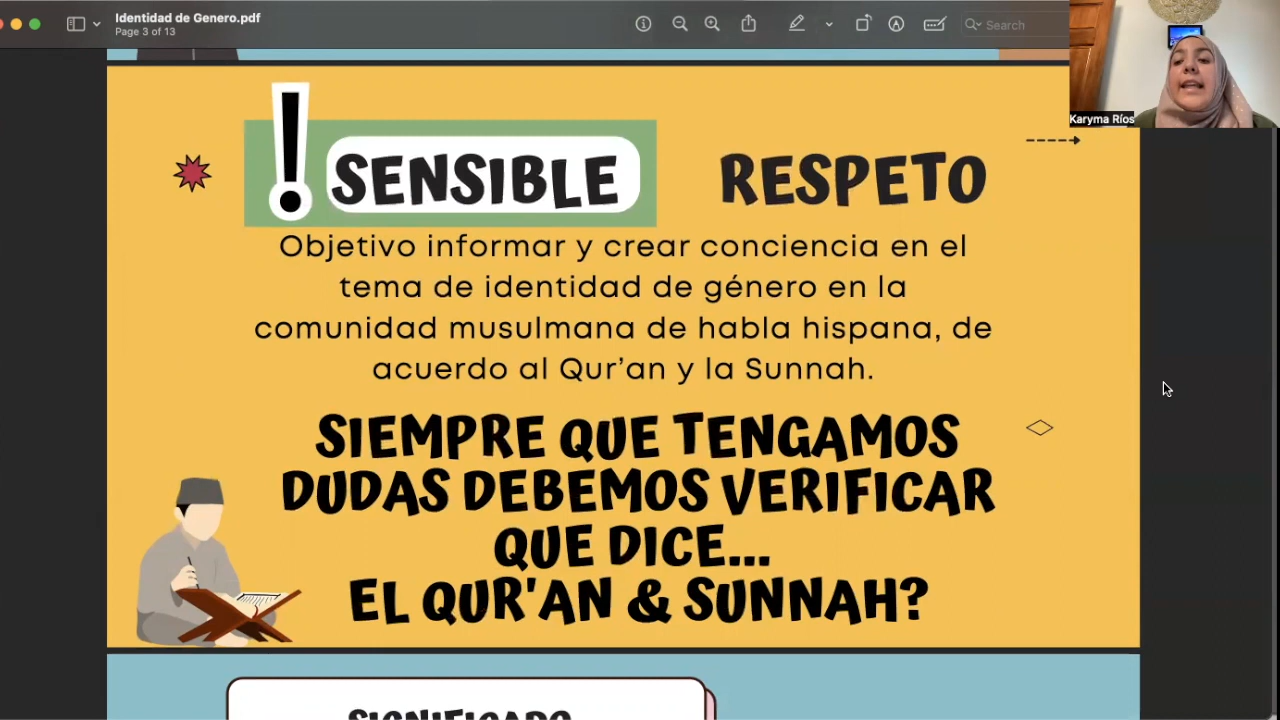 Identidad de Genero.pdf
Page 3 of 13
Search
Karyma Ríos
! SENSIBLE RESPETO
Objetivo informar y crear conciencia en el
tema de identidad de género en la
comunidad musulmana de habla hispana, de
acuerdo al Qur'an y la Sunnah.
SIEMPRE QUE TENGAMOS
DUDAS DEBEMOS VERIFICAR
QUE DICE...
EL QUR'AN & SUNNAH?
SIGNIFICADO